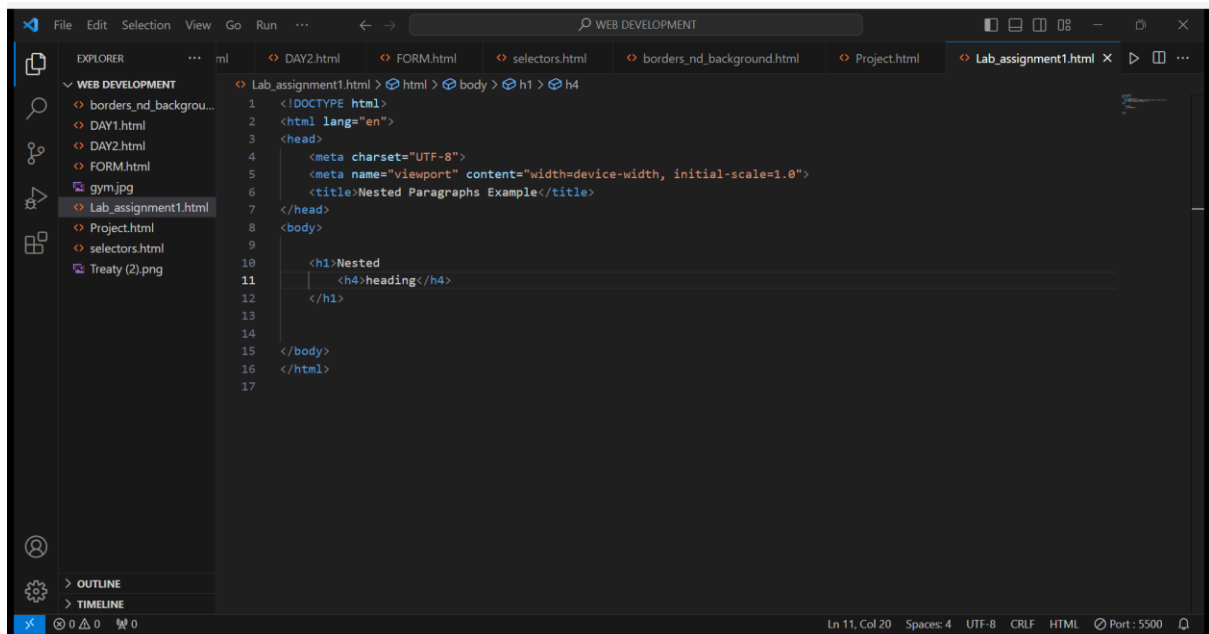 File Edit Selection View Go Run ··· WEB DEVELOPMENT
EXPLORER ··· ml DAY2.html FORM.html selectors.html borders_nd_background.html Project.html Lab_assignment1.html ···
WEB DEVELOPMENT
borders_nd_backgrou...
DAY1.html
DAY2.html
FORM.html
gym.jpg
Lab_assignment1.html
Project.html
selectors.html
Treaty (2).png
OUTLINE
TIMELINE
Lab_assignment1.html > html > body > h1 > h4
1 <!DOCTYPE html>
2 <html lang="en">
3 <head>
4     <meta charset="UTF-8">
5     <meta name="viewport" content="width=device-width, initial-scale=1.0">
6     <title>Nested Paragraphs Example</title>
7 </head>
8 <body>
9
10     <h1>Nested
11         <h4>heading</h4>
12     </h1>
13
14
15 </body>
16 </html>
17
0 0 0 Ln 11, Col 20 Spaces: 4 UTF-8 CRLF HTML Port : 5500